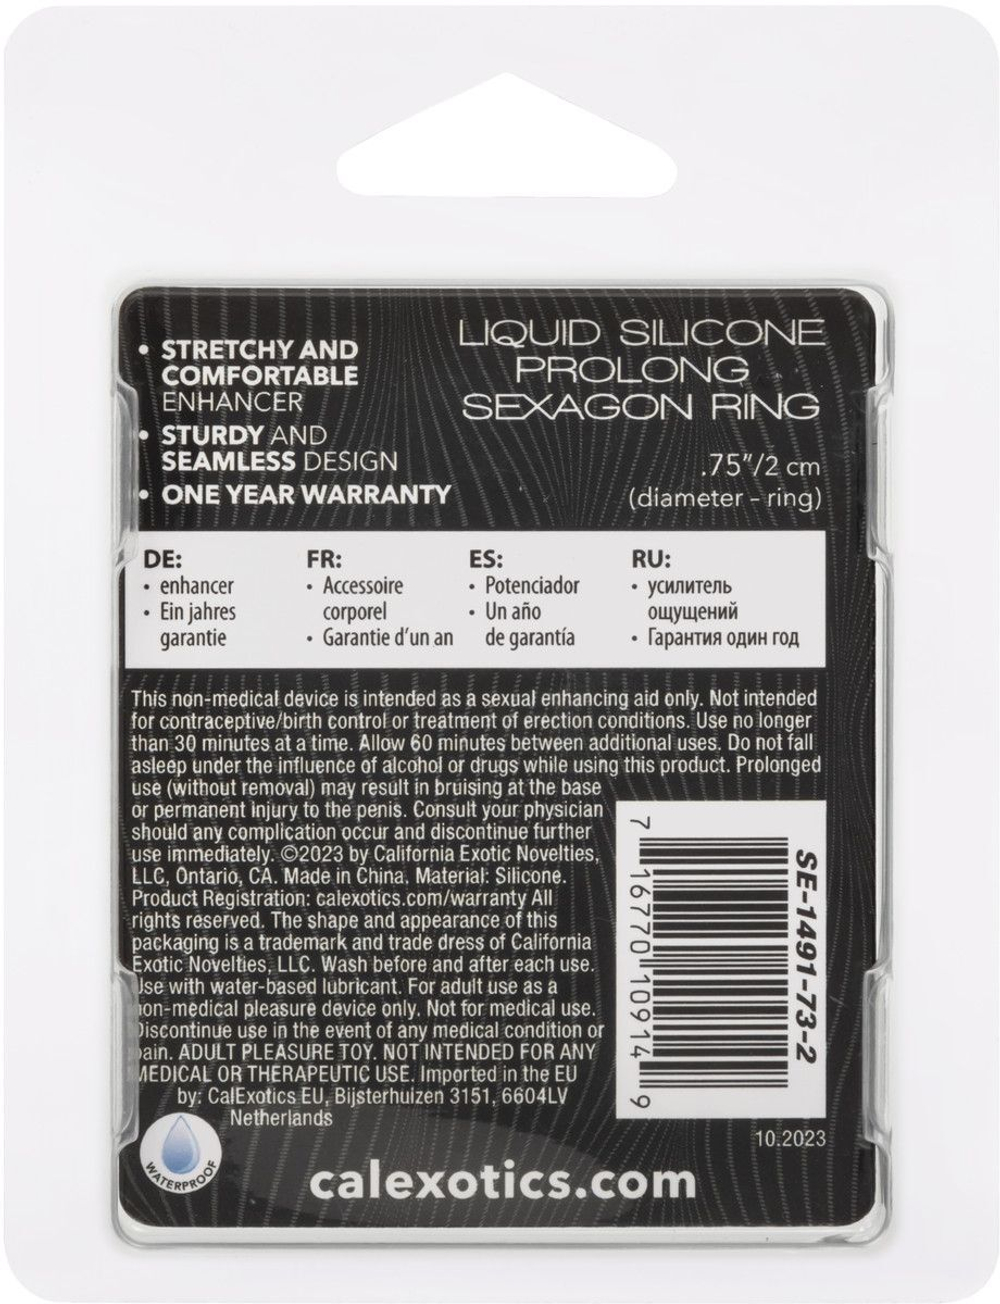 • STRETCHY AND
COMFORTABLE
ENHANCER
• STURDY AND
SEAMLESS DESIGN
• ONE YEAR WARRANTY
LIQUID SILICONE
PROLONG
SEXAGON RING
.75”/2 cm
(diameter - ring)
DE:
• enhancer
• Ein jahres
garantie
FR:
• Accessoire
corporel
• Garantie d’un an
ES:
• Potenciador
• Un año
de garantía
RU:
• усилитель
ощущений
• Гарантия один год
This non-medical device is intended as a sexual enhancing aid only. Not intended
for contraceptive/birth control or treatment of erection conditions. Use no longer
than 30 minutes at a time. Allow 60 minutes between additional uses. Do not fall
asleep under the influence of alcohol or drugs while using this product. Prolonged
use (without removal) may result in bruising at the base
or permanent injury to the penis. Consult your physician
should any complication occur and discontinue further
use immediately. ©2023 by California Exotic Novelties,
LLC, Ontario, CA. Made in China. Material: Silicone.
Product Registration: calexotics.com/warranty All
rights reserved. The shape and appearance of this
packaging is a trademark and trade dress of California
Exotic Novelties, LLC. Wash before and after each use.
Use with water-based lubricant. For adult use as a
non-medical pleasure device only. Not for medical use.
Discontinue use in the event of any medical condition or
pain. ADULT PLEASURE TOY. NOT INTENDED FOR ANY
MEDICAL OR THERAPEUTIC USE. Imported in the EU
by: CalExotics EU, Bijsterhuizen 3151, 6604LV
Netherlands
7 16770 10914 9
SE-1491-73-2
10.2023
WATERPROOF
calexotics.com